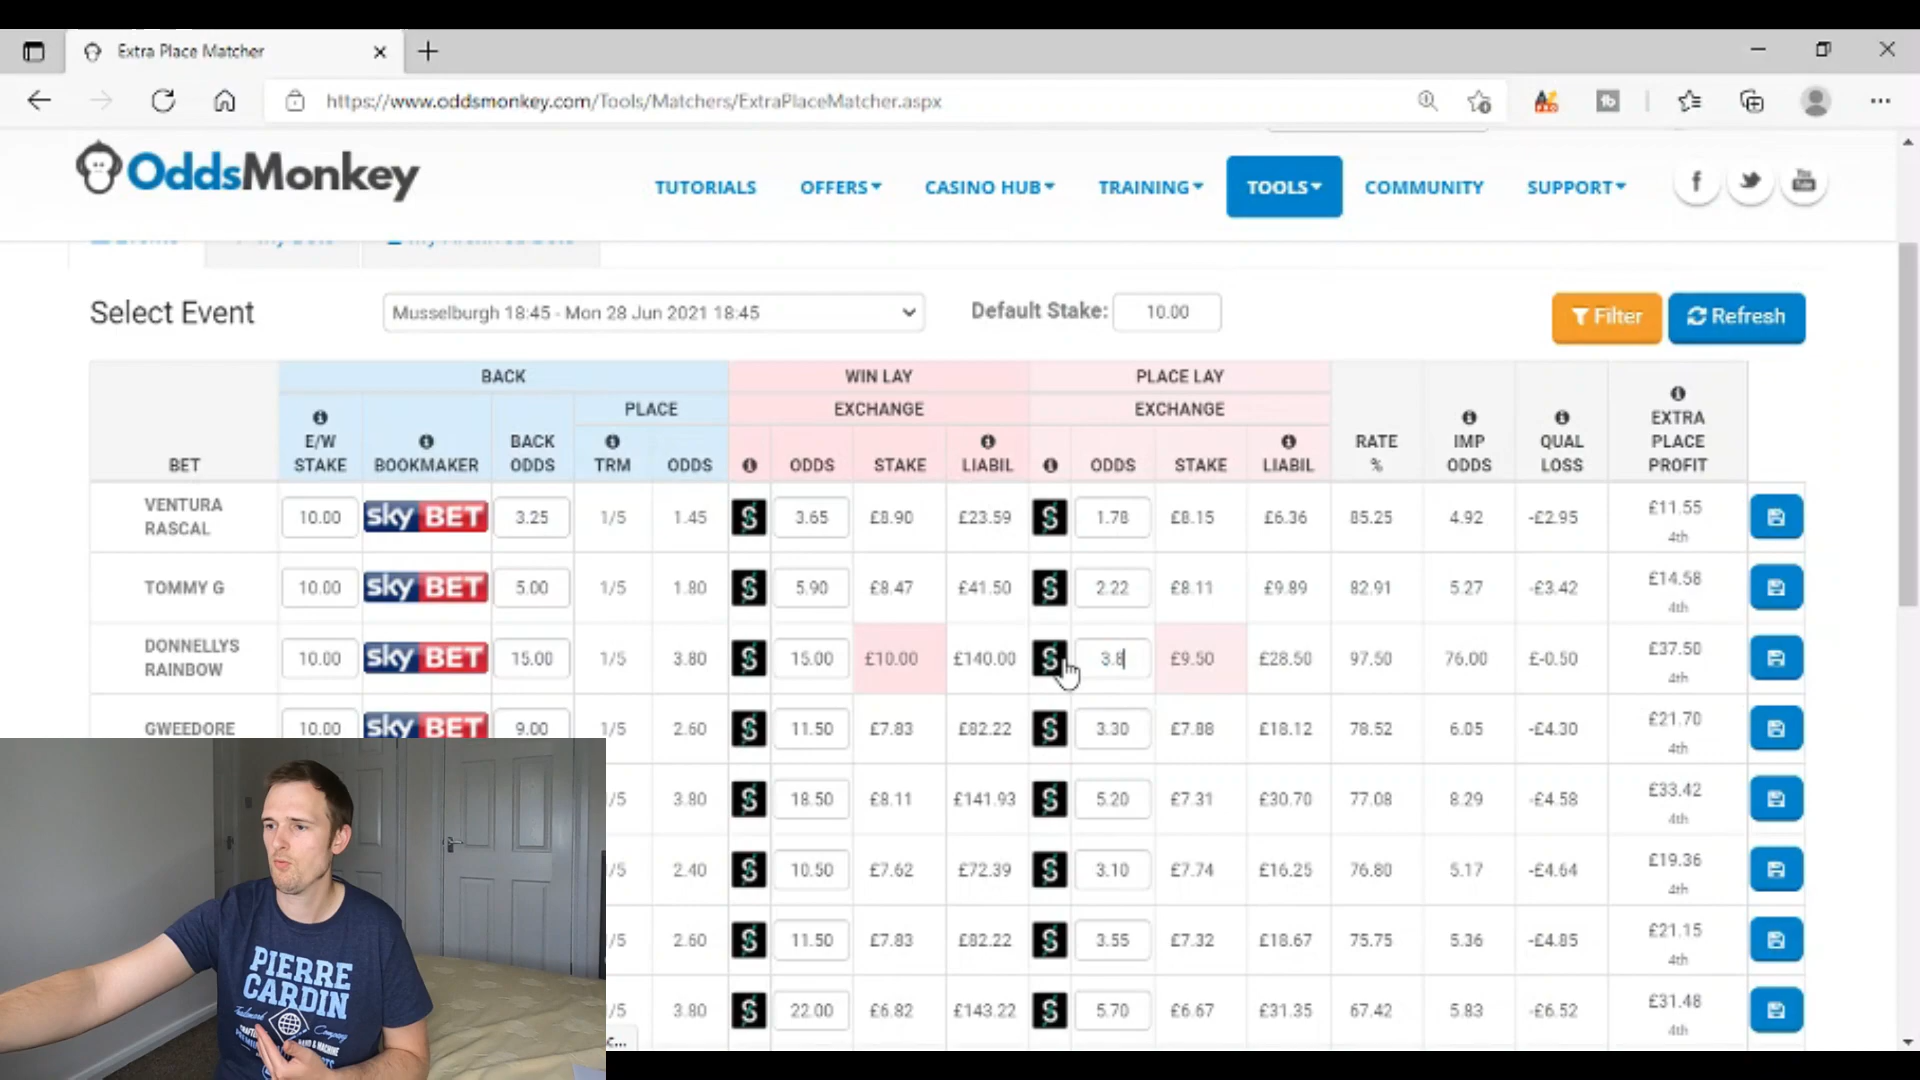 Extra Place Matcher
https://www.oddsmonkey.com/Tools/Matchers/ExtraPlaceMatcher.aspx
OddsMonkey
TUTORIALS OFFERS CASINO HUB TRAINING TOOLS COMMUNITY SUPPORT
Select Event
Musselburgh 18:45 - Mon 28 Jun 2021 18:45
Default Stake: 10.00
Filter Refresh
BACK WIN LAY PLACE LAY
PLACE EXCHANGE EXCHANGE
BET E/W STAKE BOOKMAKER BACK ODDS TRM ODDS ODDS STAKE LIABIL ODDS STAKE LIABIL RATE % IMP ODDS QUAL LOSS EXTRA PLACE PROFIT
VENTURA RASCAL 10.00 sky BET 3.25 1/5 1.45 3.65 £8.90 £23.59 1.78 £8.15 £6.36 85.25 4.92 -£2.95 £11.55 4th
TOMMY G 10.00 sky BET 5.00 1/5 1.80 5.90 £8.47 £41.50 2.22 £8.11 £9.89 82.91 5.27 -£3.42 £14.58 4th
DONNELLYS RAINBOW 10.00 sky BET 15.00 1/5 3.80 15.00 £10.00 £140.00 3.8 £9.50 £28.50 97.50 76.00 £-0.50 £37.50 4th
GWEEDORE 10.00 sky BET 9.00 1/5 2.60 11.50 £7.83 £82.22 3.30 £7.88 £18.12 78.52 6.05 -£4.30 £21.70 4th
/5 3.80 18.50 £8.11 £141.93 5.20 £7.31 £30.70 77.08 8.29 -£4.58 £33.42 4th
/5 2.40 10.50 £7.62 £72.39 3.10 £7.74 £16.25 76.80 5.17 -£4.64 £19.36 4th
/5 2.60 11.50 £7.83 £82.22 3.55 £7.32 £18.67 75.75 5.36 -£4.85 £21.15 4th
/5 3.80 22.00 £6.82 £143.22 5.70 £6.67 £31.35 67.42 5.83 -£6.52 £31.48 4th
PIERRE
CARDIN